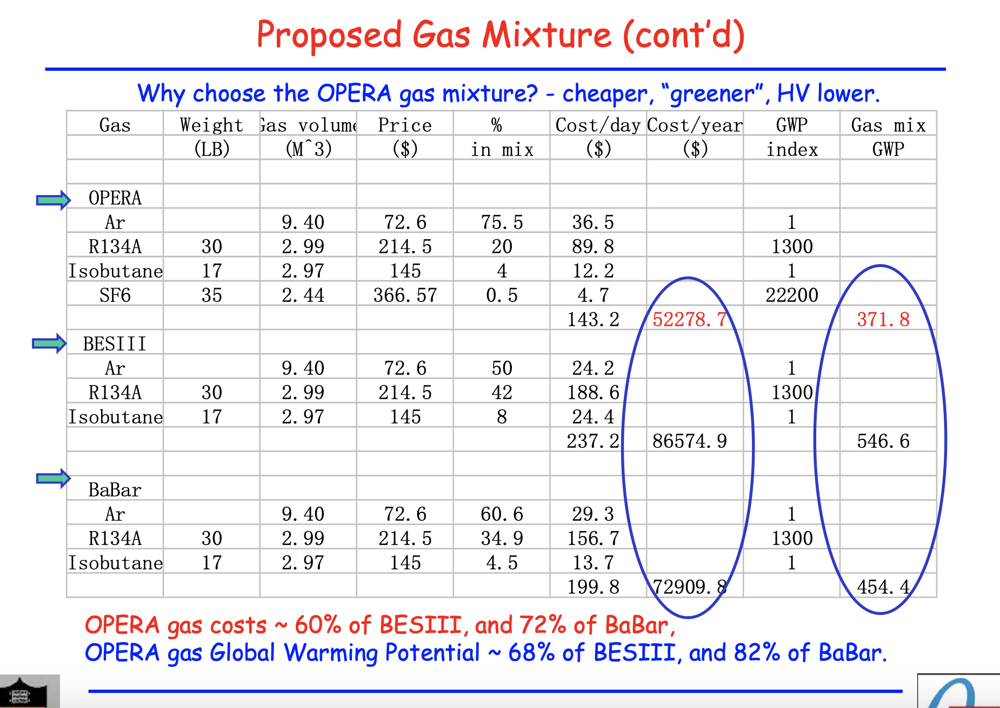 Proposed Gas Mixture (cont'd)
Why choose the OPERA gas mixture? - cheaper, “greener”, HV lower.
Gas Weight Gas volume Price % Cost/day Cost/year GWP Gas mix
(LB) (M^3) ($) in mix ($) ($) index GWP
OPERA
Ar 9.40 72.6 75.5 36.5 1
R134A 30 2.99 214.5 20 89.8 1300
Isobutane 17 2.97 145 4 12.2 1
SF6 35 2.44 366.57 0.5 4.7 22200
143.2 52278.7 371.8
BESIII
Ar 9.40 72.6 50 24.2 1
R134A 30 2.99 214.5 42 188.6 1300
Isobutane 17 2.97 145 8 24.4 1
237.2 86574.9 546.6
BaBar
Ar 9.40 72.6 60.6 29.3 1
R134A 30 2.99 214.5 34.9 156.7 1300
Isobutane 17 2.97 145 4.5 13.7 1
199.8 72909.8 454.4
OPERA gas costs ~ 60% of BESIII, and 72% of BaBar,
OPERA gas Global Warming Potential ~ 68% of BESIII, and 82% of BaBar.